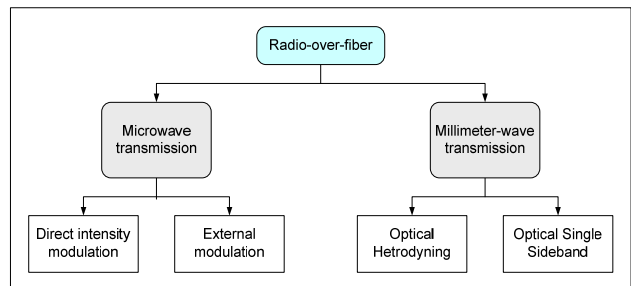 Radio-over-fiber
Microwave
transmission
Millimeter-wave
transmission
Direct intensity
modulation
External
modulation
Optical
Hetrodyning
Optical Single
Sideband